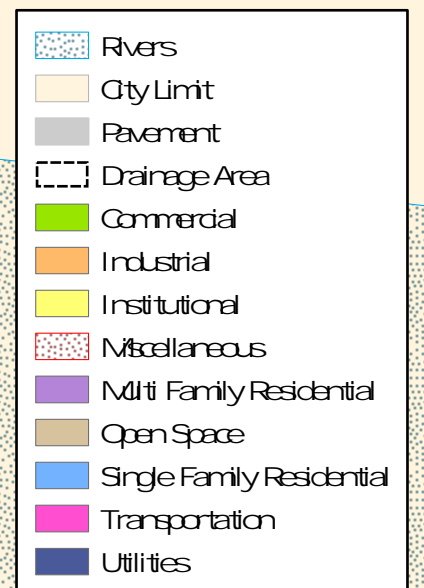 Rivers
City Limit
Pavement
Drainage Area
Commercial
Industrial
Institutional
Miscellaneous
Multi Family Residential
Open Space
Single Family Residential
Transportation
Utilities